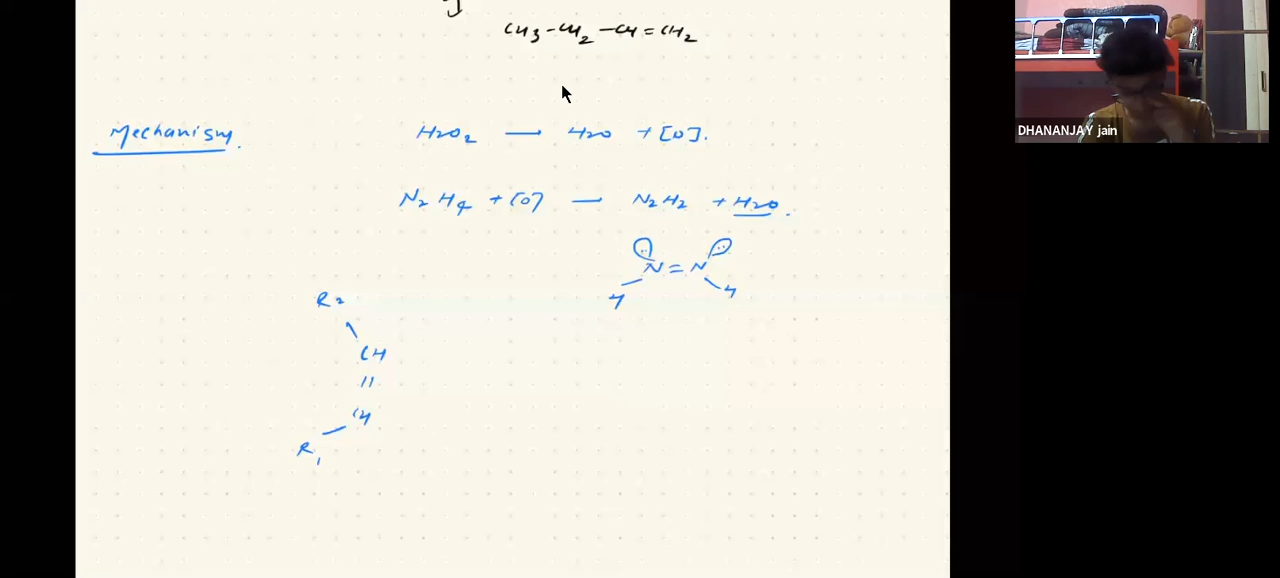 CH3-CH2-CH=CH2
Mechanism.
H2O2 → H2O + [O].
N2H4 + [O] → N2H2 + H2O.
N=N
H H
R2
CH
||
CH
R1
DHANANJAY jain